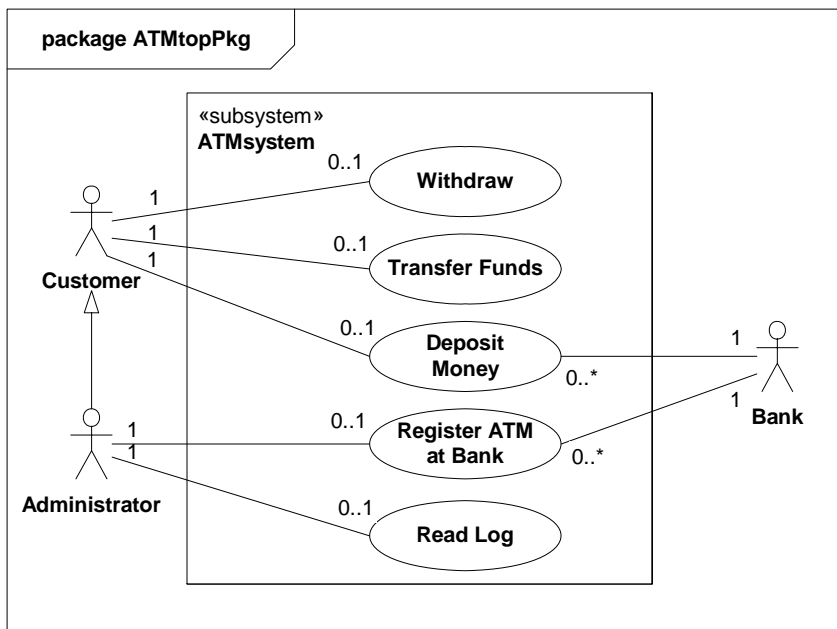 package ATMtopPkg
«subsystem»
ATMsystem
0..1
Withdraw
1
1
0..1
Transfer Funds
Customer
1
0..1
Deposit
Money
1
0..*
Bank
1
1
0..1
Register ATM
at Bank
0..*
1
Administrator
0..1
Read Log